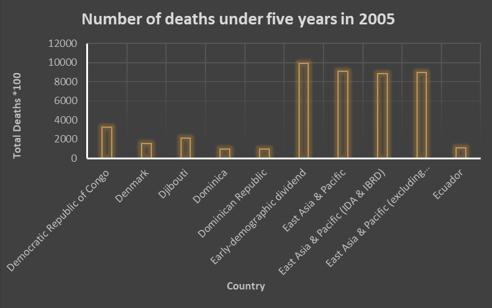 Number of deaths under five years in 2005
Total Deaths *100
12000
10000
8000
6000
4000
2000
0
Democratic Republic of Congo
Denmark
Djibouti
Dominica
Dominican Republic
Early-demographic dividend
East Asia & Pacific
East Asia & Pacific (IDA & IBRD)
East Asia & Pacific (excluding...
Ecuador
Country